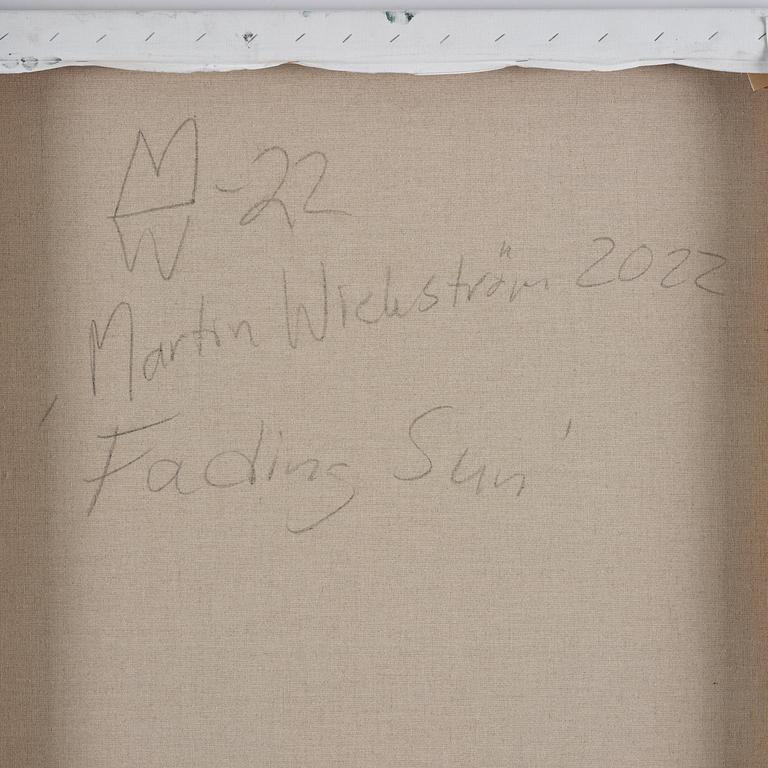 M -22
W
Martin Wickström 2022
'Fading Sun'